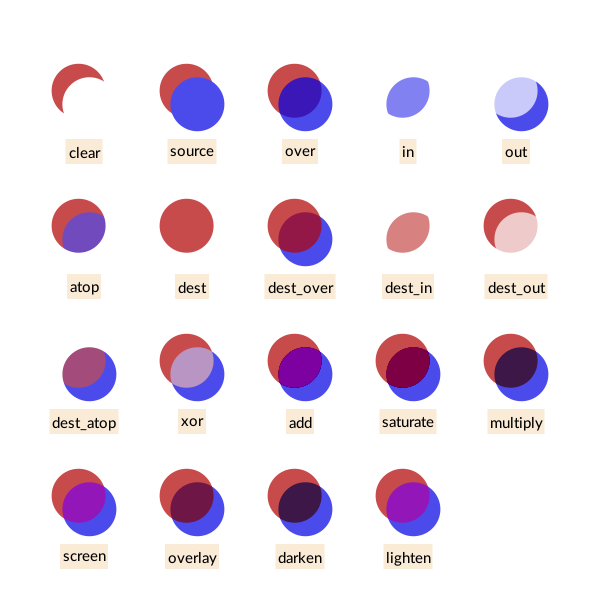 clear
source
over
in
out
atop
dest
dest_over
dest_in
dest_out
dest_atop
xor
add
saturate
multiply
screen
overlay
darken
lighten